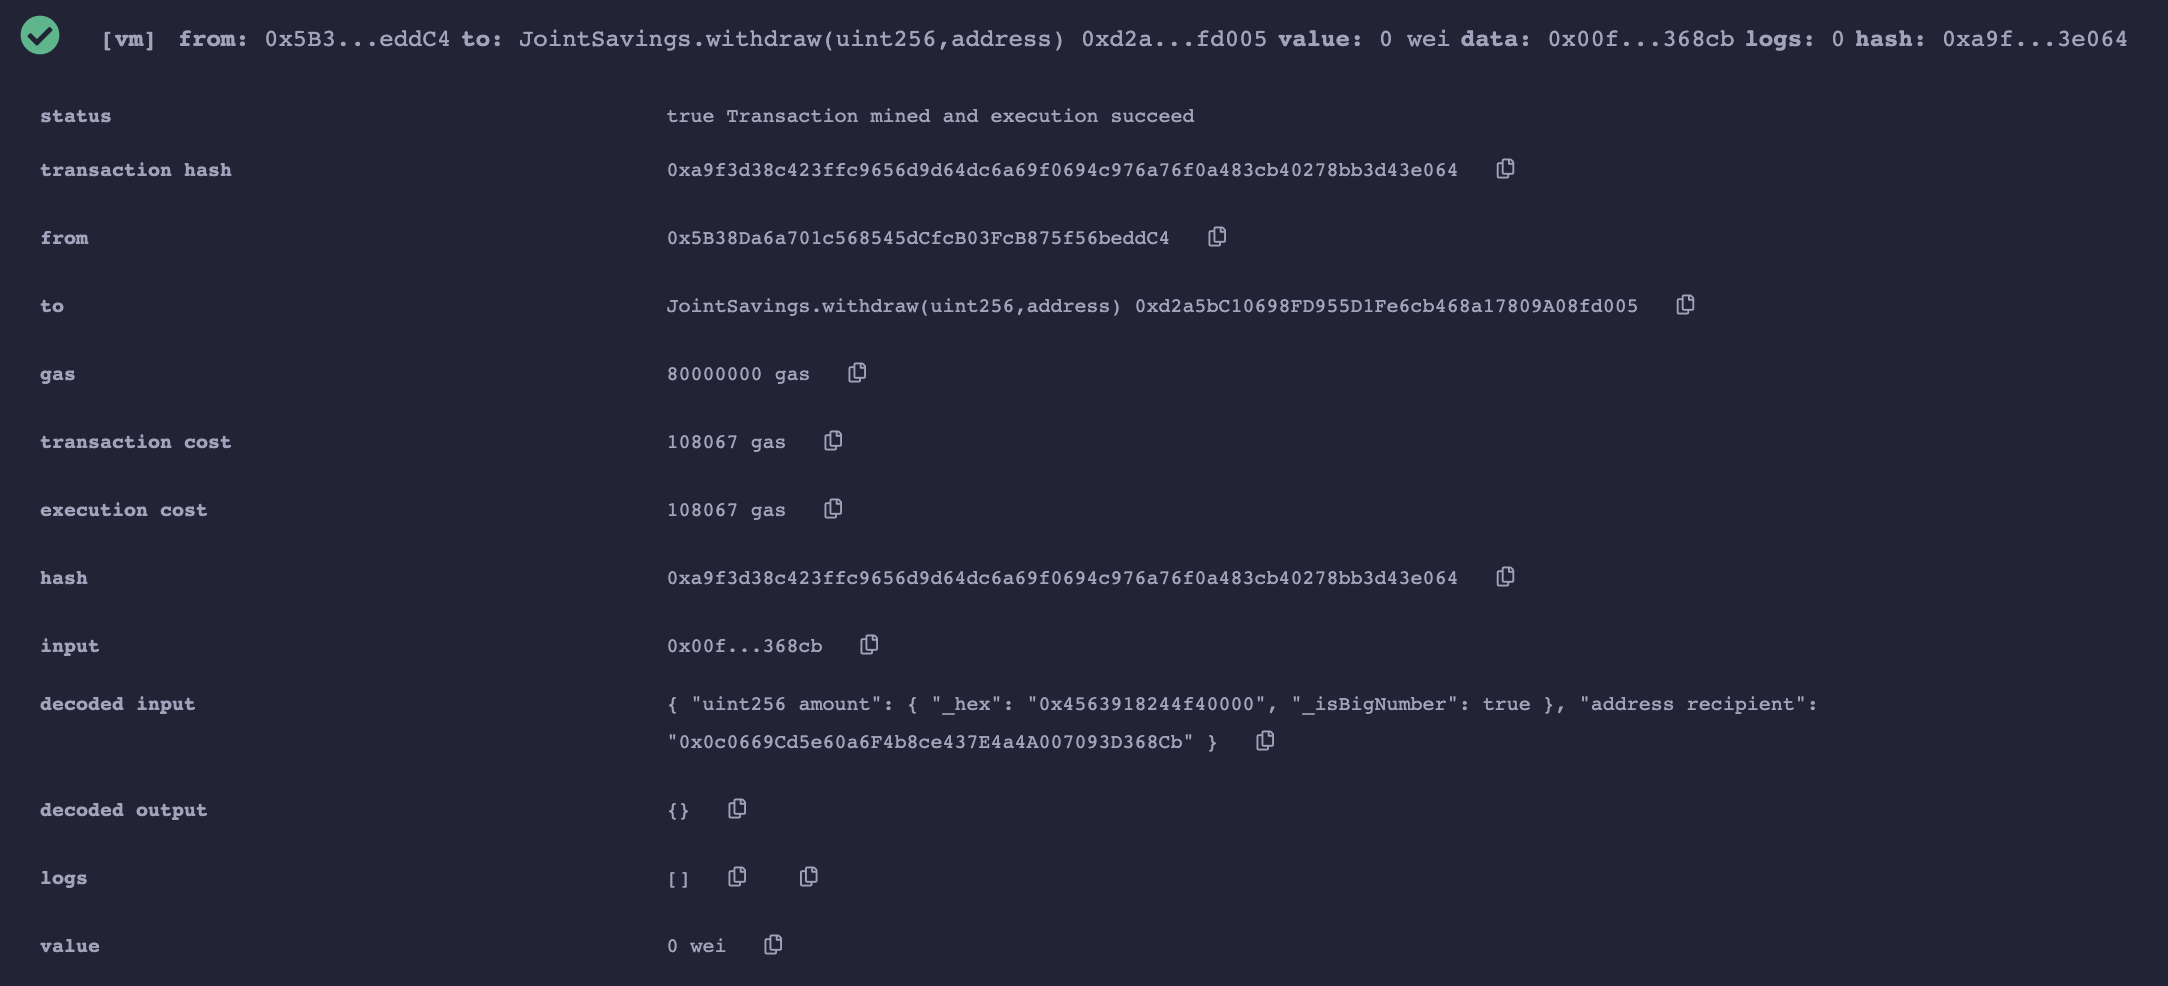 [vm] from: 0x5B3...eddC4 to: JointSavings.withdraw(uint256,address) 0xd2a...fd005 value: 0 wei data: 0x00f...368cb logs: 0 hash: 0xa9f...3e064
status true Transaction mined and execution succeed
transaction hash 0xa9f3d38c423ffc9656d9d64dc6a69f0694c976a76f0a483cb40278bb3d43e064
from 0x5B38Da6a701c568545dCfcB03FcB875f56beddC4
to JointSavings.withdraw(uint256,address) 0xd2a5bC10698FD955D1Fe6cb468a17809A08fd005
gas 80000000 gas
transaction cost 108067 gas
execution cost 108067 gas
hash 0xa9f3d38c423ffc9656d9d64dc6a69f0694c976a76f0a483cb40278bb3d43e064
input 0x00f...368cb
decoded input { "uint256 amount": { "_hex": "0x4563918244f40000", "_isBigNumber": true }, "address recipient":
"0x0c0669Cd5e60a6F4b8ce437E4a4A007093D368Cb" }
decoded output {}
logs []
value 0 wei